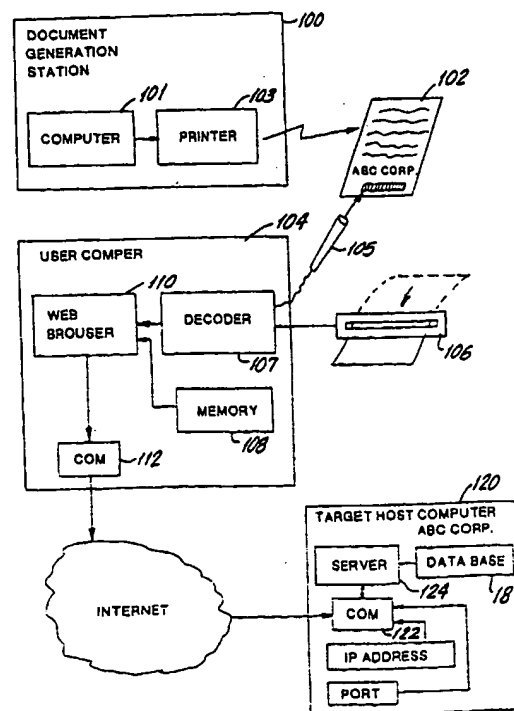 DOCUMENT
GENERATION
STATION
100
101
103
COMPUTER
PRINTER
102
ABC CORP.
104
USER COMPER
105
110
WEB
BROUSER
DECODER
107
106
MEMORY
108
COM
112
120
TARGET HOST COMPUTER
ABC CORP.
SERVER
DATA BASE
124
18
INTERNET
COM
122
IP ADDRESS
PORT